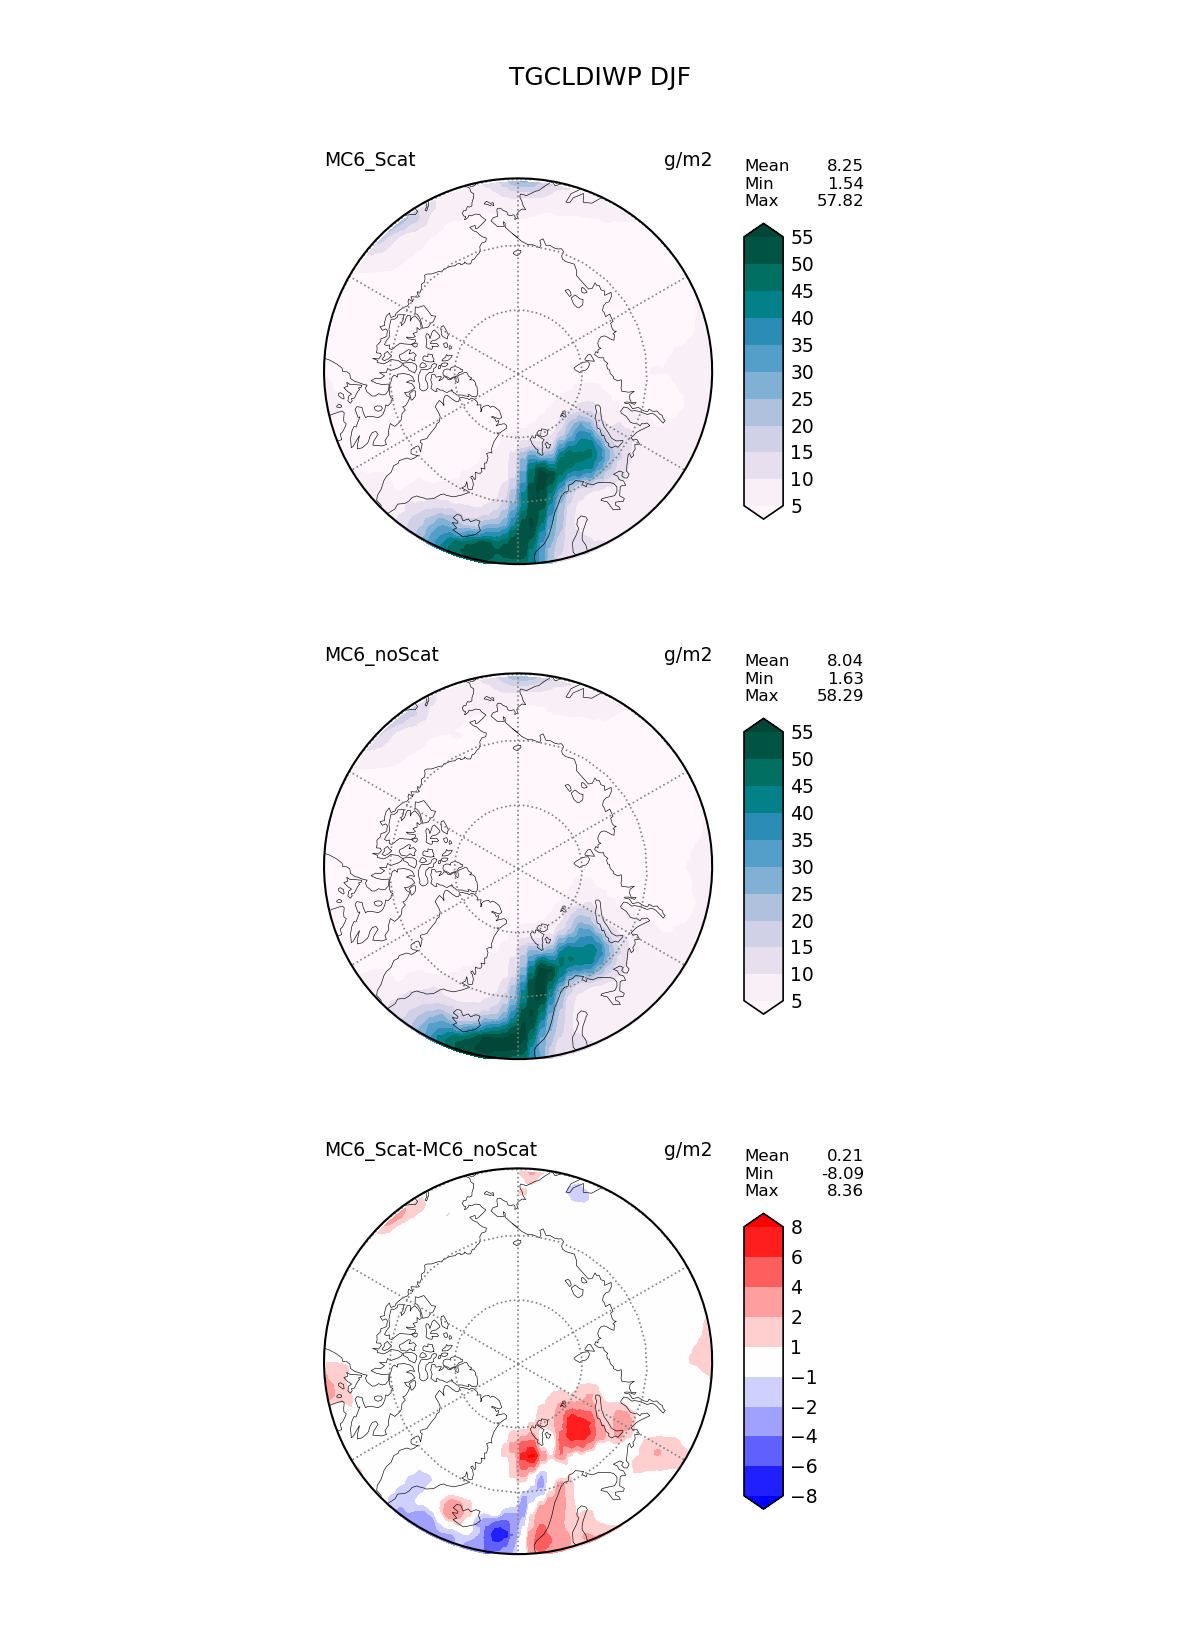 TGCLDIWP DJF
MC6_Scat g/m2
Mean 8.25
Min 1.54
Max 57.82
55
50
45
40
35
30
25
20
15
10
5
MC6_noScat g/m2
Mean 8.04
Min 1.63
Max 58.29
55
50
45
40
35
30
25
20
15
10
5
MC6_Scat-MC6_noScat g/m2
Mean 0.21
Min -8.09
Max 8.36
8
6
4
2
1
−1
−2
−4
−6
−8